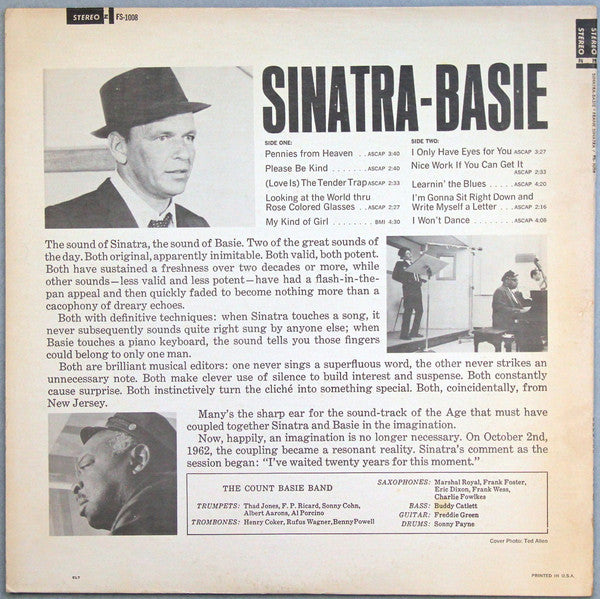 STEREO FS-1008
SINATRA-BASIE
SIDE ONE:
Pennies from Heaven . . ASCAP 3:40
Please Be Kind . . . . . . . ASCAP 2:40
(Love Is) The Tender Trap ASCAP 2:33
Looking at the World thru
Rose Colored Glasses . . ASCAP 2:27
My Kind of Girl . . . . . . . . BMI 4:30
SIDE TWO:
I Only Have Eyes for You ASCAP 3:27
Nice Work If You Can Get It
ASCAP 2:33
Learnin' the Blues . . . . . ASCAP 4:20
I'm Gonna Sit Right Down and
Write Myself a Letter . . ASCAP 2:16
I Won't Dance . . . . . . . . ASCAP 4:08
The sound of Sinatra, the sound of Basie. Two of the great sounds of
the day. Both original, apparently inimitable. Both valid, both potent.
Both have sustained a freshness over two decades or more, while
other sounds—less valid and less potent—have had a flash-in-the-
pan appeal and then quickly faded to become nothing more than a
cacophony of dreary echoes.
Both with definitive techniques: when Sinatra touches a song, it
never subsequently sounds quite right sung by anyone else; when
Basie touches a piano keyboard, the sound tells you those fingers
could belong to only one man.
Both are brilliant musical editors: one never sings a superfluous word, the other never strikes an
unnecessary note. Both make clever use of silence to build interest and suspense. Both constantly
cause surprise. Both instinctively turn the cliché into something special. Both, coincidentally, from
New Jersey.
Many's the sharp ear for the sound-track of the Age that must have
coupled together Sinatra and Basie in the imagination.
Now, happily, an imagination is no longer necessary. On October 2nd,
1962, the coupling became a resonant reality. Sinatra's comment as the
session began: "I've waited twenty years for this moment."
THE COUNT BASIE BAND
TRUMPETS: Thad Jones, F. P. Ricard, Sonny Cohn,
Albert Aarons, Al Porcino
TROMBONES: Henry Coker, Rufus Wagner, Benny Powell
SAXOPHONES: Marshal Royal, Frank Foster,
Eric Dixon, Frank Wess,
Charlie Fowlkes
BASS: Buddy Catlett
GUITAR: Freddie Green
DRUMS: Sonny Payne
Cover Photo: Ted Allen
PRINTED IN U.S.A.
STEREO
STEREO